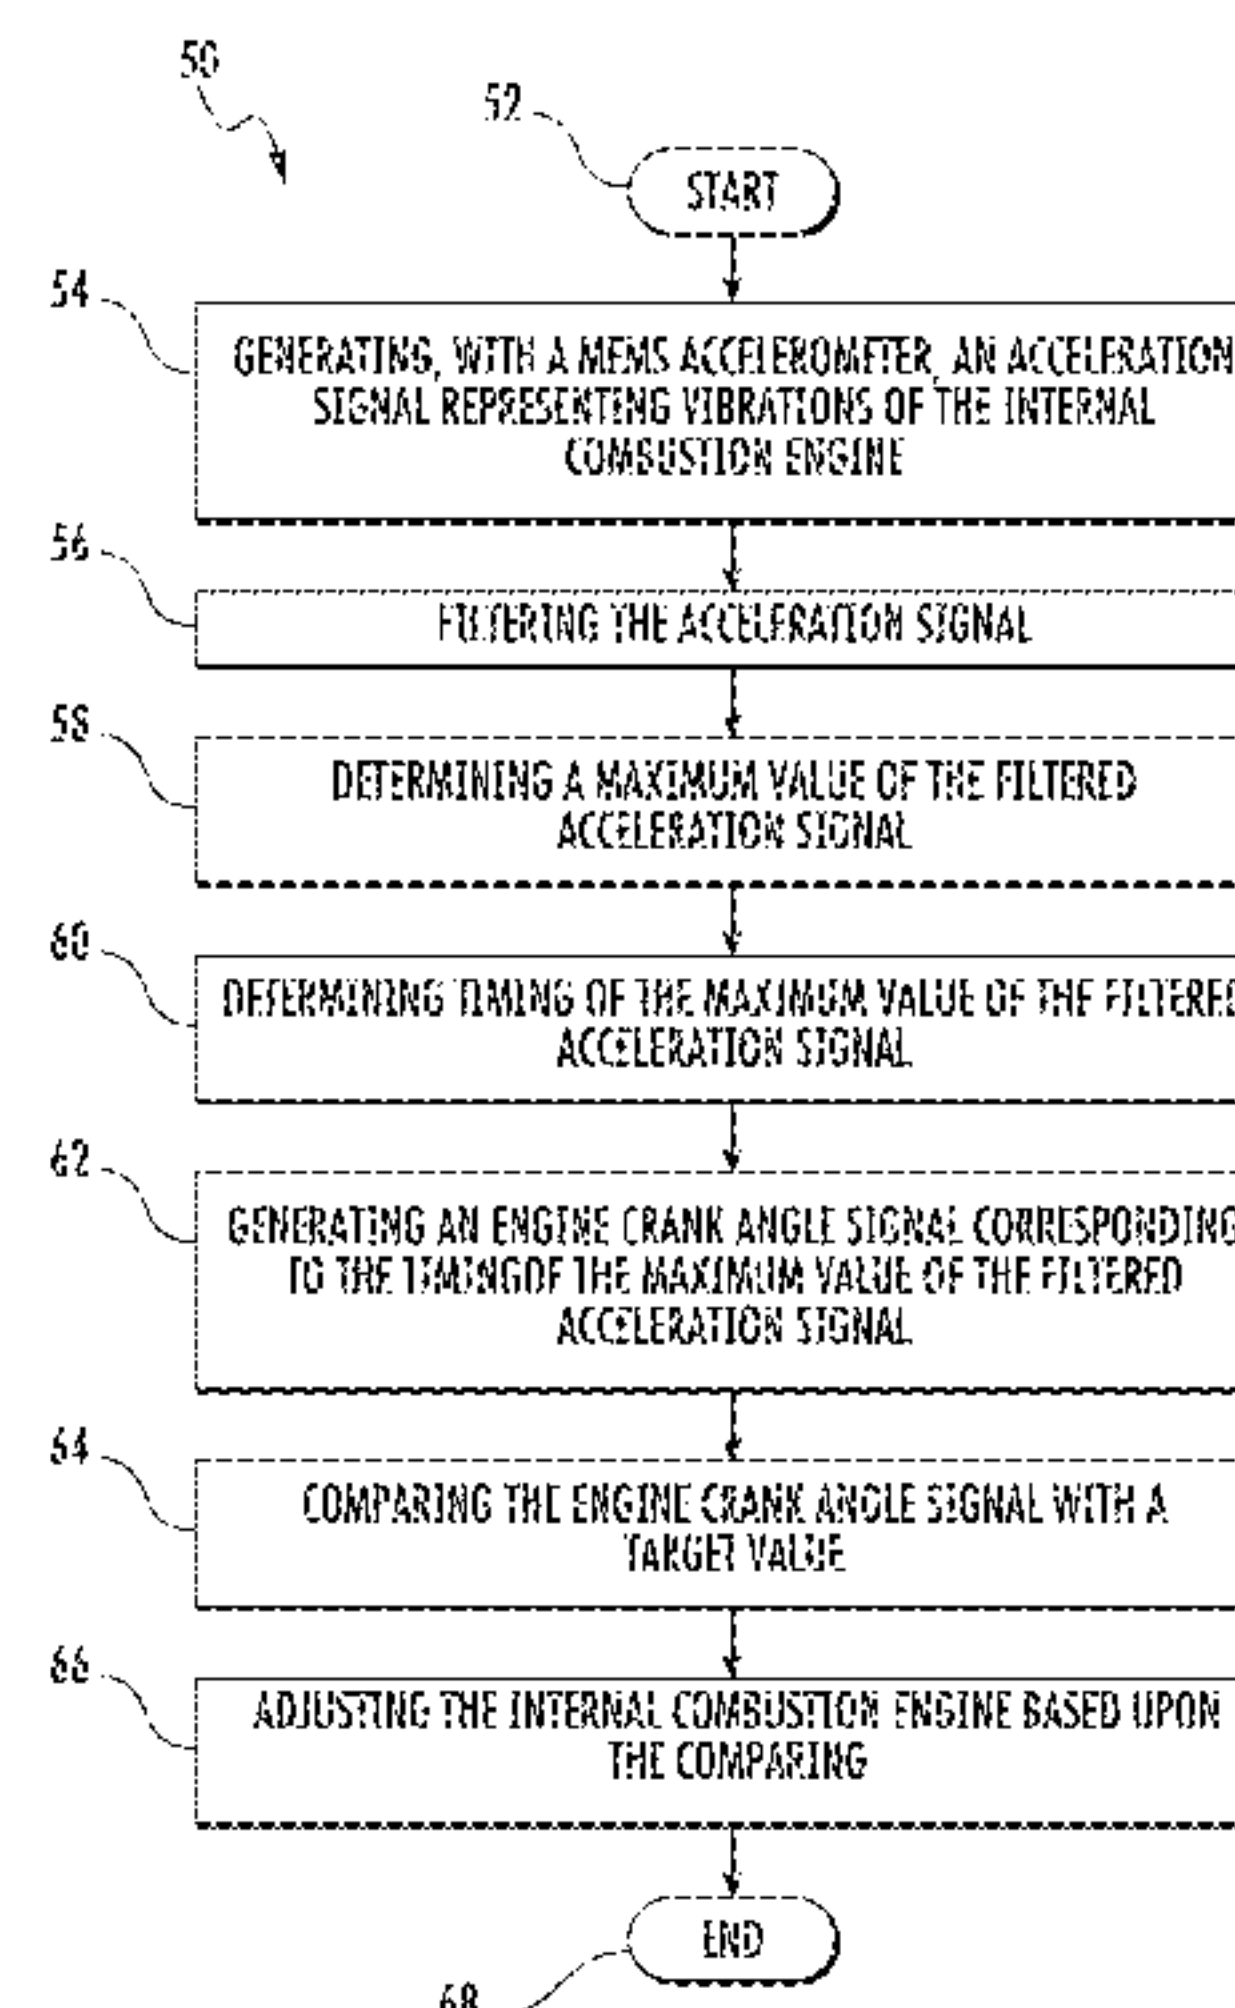 50
52
START
54
GENERATING, WITH A MEMS ACCELEROMETER, AN ACCELERATION
SIGNAL REPRESENTING VIBRATIONS OF THE INTERNAL
COMBUSTION ENGINE
56
FILTERING THE ACCELERATION SIGNAL
58
DETERMINING A MAXIMUM VALUE OF THE FILTERED
ACCELERATION SIGNAL
60
DETERMINING TIMING OF THE MAXIMUM VALUE OF THE FILTERED
ACCELERATION SIGNAL
62
GENERATING AN ENGINE CRANK ANGLE SIGNAL CORRESPONDING
TO THE TIMINGOF THE MAXIMUM VALUE OF THE FILTERED
ACCELERATION SIGNAL
64
COMPARING THE ENGINE CRANK ANGLE SIGNAL WITH A
TARGET VALUE
66
ADJUSTING THE INTERNAL COMBUSTION ENGINE BASED UPON
THE COMPARING
END
68